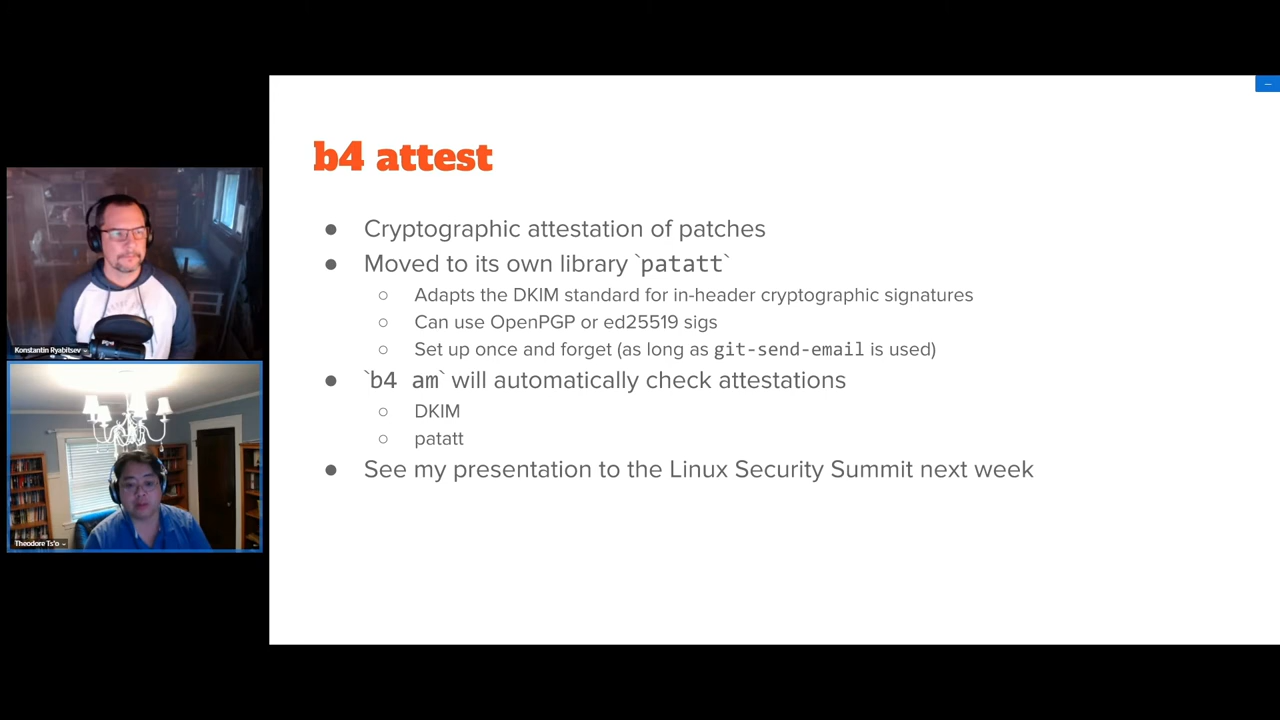 b4 attest
● Cryptographic attestation of patches
● Moved to its own library `patatt`
○ Adapts the DKIM standard for in-header cryptographic signatures
○ Can use OpenPGP or ed25519 sigs
○ Set up once and forget (as long as git-send-email is used)
● `b4 am` will automatically check attestations
○ DKIM
○ patatt
● See my presentation to the Linux Security Summit next week
Konstantin Ryabitsev
Theodore Ts'o